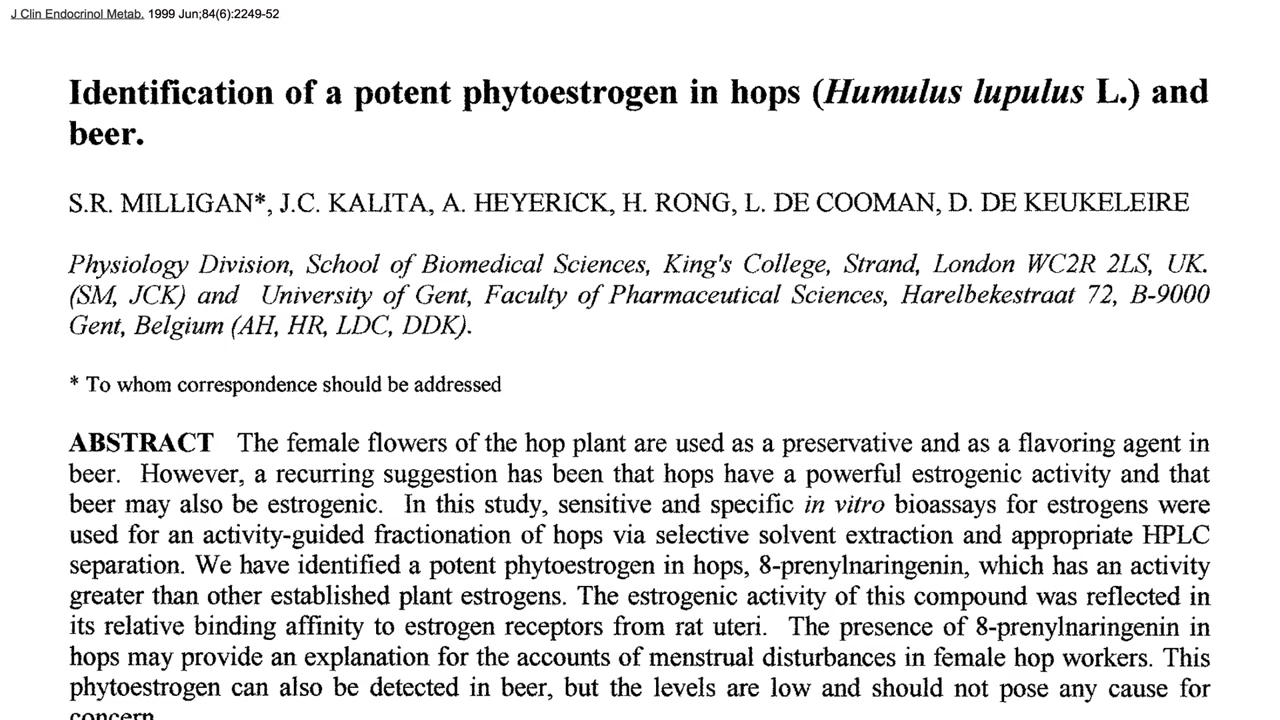 J Clin Endocrinol Metab. 1999 Jun;84(6):2249-52
Identification of a potent phytoestrogen in hops (Humulus lupulus L.) and
beer.
S.R. MILLIGAN*, J.C. KALITA, A. HEYERICK, H. RONG, L. DE COOMAN, D. DE KEUKELEIRE
Physiology Division, School of Biomedical Sciences, King's College, Strand, London WC2R 2LS, UK.
(SM, JCK) and University of Gent, Faculty of Pharmaceutical Sciences, Harelbekestraat 72, B-9000
Gent, Belgium (AH, HR, LDC, DDK).
* To whom correspondence should be addressed
ABSTRACT The female flowers of the hop plant are used as a preservative and as a flavoring agent in
beer. However, a recurring suggestion has been that hops have a powerful estrogenic activity and that
beer may also be estrogenic. In this study, sensitive and specific in vitro bioassays for estrogens were
used for an activity-guided fractionation of hops via selective solvent extraction and appropriate HPLC
separation. We have identified a potent phytoestrogen in hops, 8-prenylnaringenin, which has an activity
greater than other established plant estrogens. The estrogenic activity of this compound was reflected in
its relative binding affinity to estrogen receptors from rat uteri. The presence of 8-prenylnaringenin in
hops may provide an explanation for the accounts of menstrual disturbances in female hop workers. This
phytoestrogen can also be detected in beer, but the levels are low and should not pose any cause for
concern